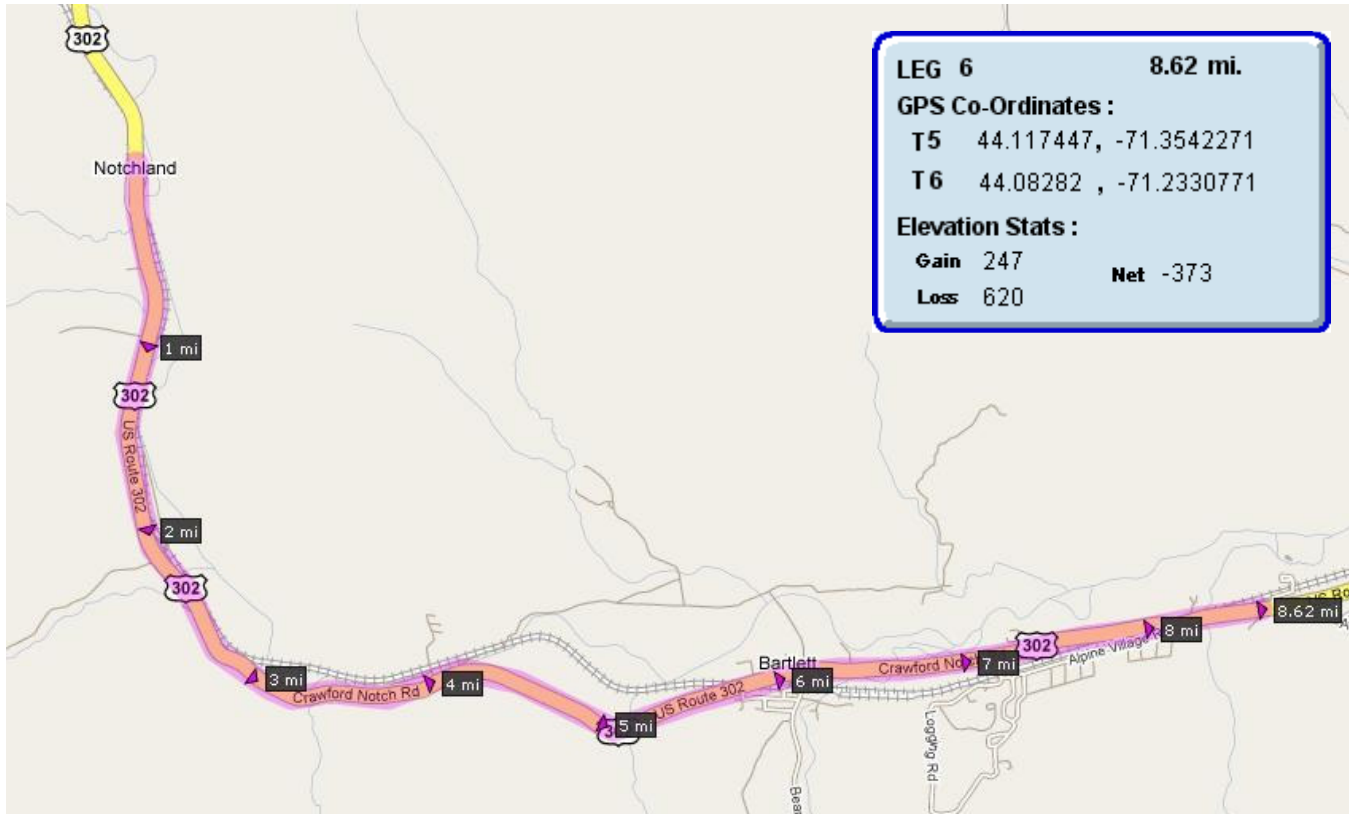 302
LEG 6 8.62 mi.
GPS Co-Ordinates :
T5 44.117447, -71.3542271
T6 44.08282 , -71.2330771
Elevation Stats :
Gain 247
Net -373
Loss 620
Notchland
1 mi
302
US Route 302
2 mi
302
3 mi
Crawford Notch Rd
4 mi
5 mi
US Route 302
Bartlett
6 mi
Crawford
7 mi
302
Alpine Village
8 mi
8.62 mi
Logging Rd